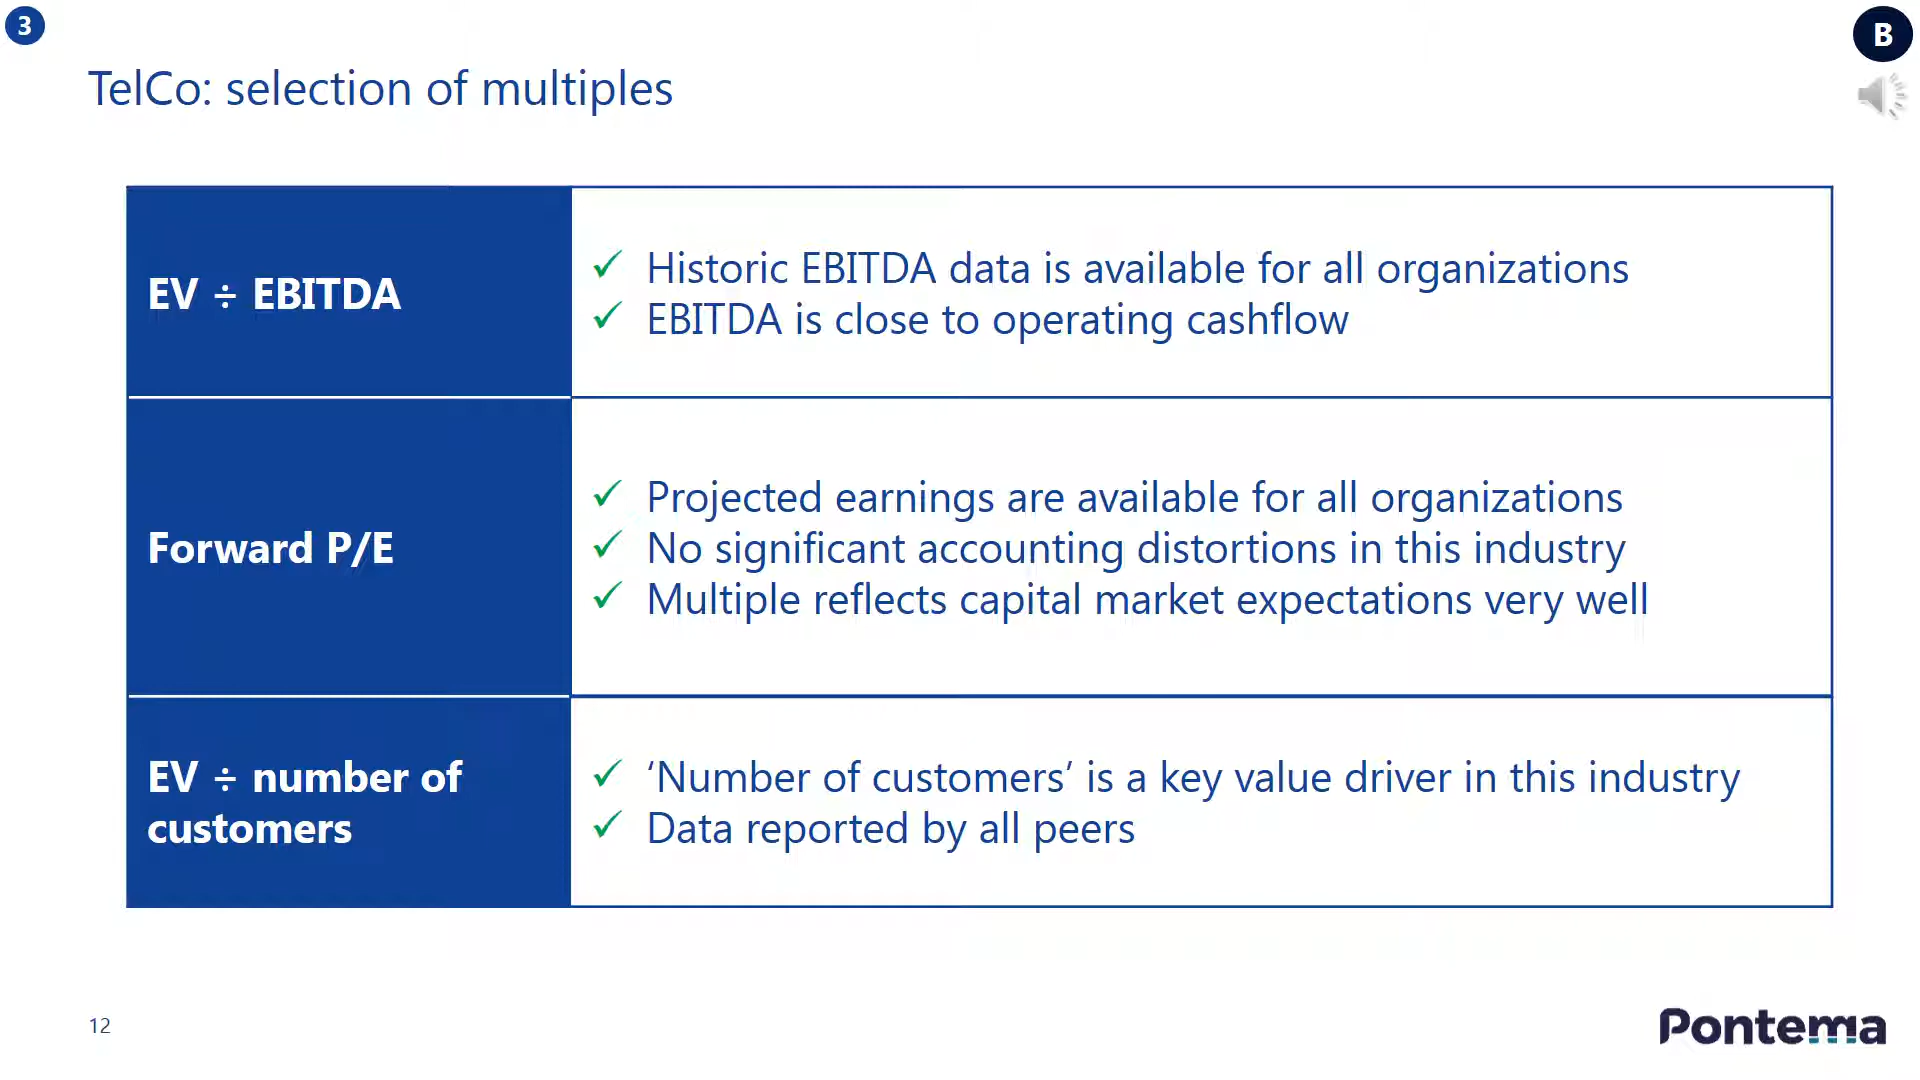 3
B
TelCo: selection of multiples
EV ÷ EBITDA
✓ Historic EBITDA data is available for all organizations
✓ EBITDA is close to operating cashflow
Forward P/E
✓ Projected earnings are available for all organizations
✓ No significant accounting distortions in this industry
✓ Multiple reflects capital market expectations very well
EV ÷ number of
customers
✓ ‘Number of customers’ is a key value driver in this industry
✓ Data reported by all peers
12
Pontema